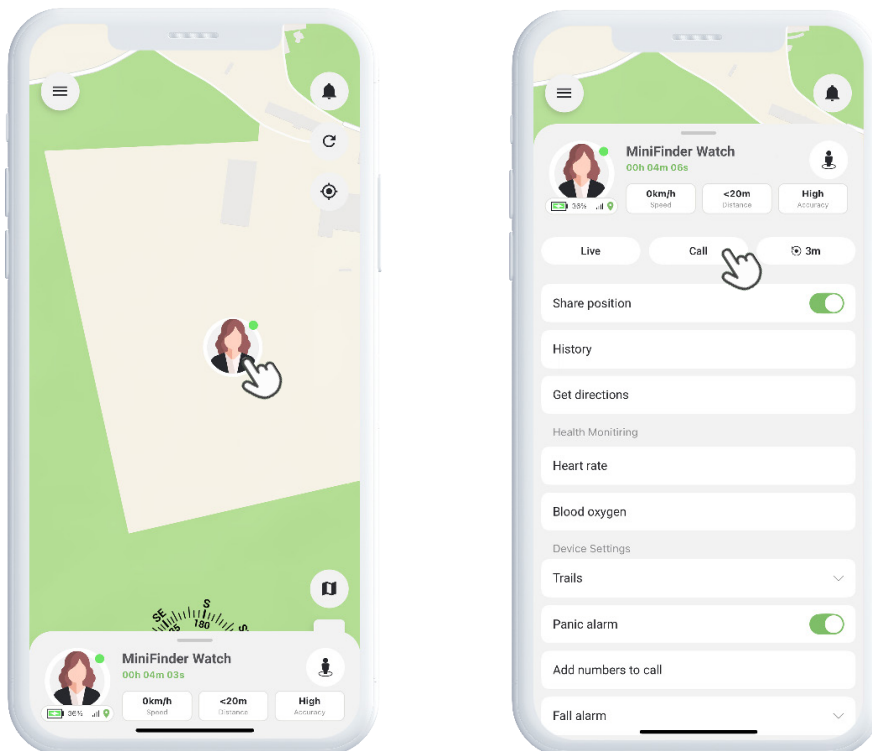 SE
S
180
MiniFinder Watch
00h 04m 03s
36%
0km/h
Speed
<20m
Distance
High
Accuracy
MiniFinder Watch
00h 04m 06s
36%
0km/h
Speed
<20m
Distance
High
Accuracy
Live
Call
3m
Share position
History
Get directions
Health Monitiring
Heart rate
Blood oxygen
Device Settings
Trails
Panic alarm
Add numbers to call
Fall alarm